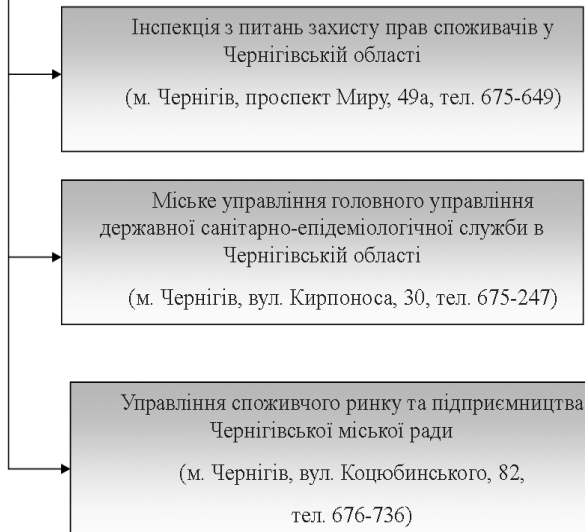 Інспекція з питань захисту прав споживачів у
Чернігівській області
(м. Чернігів, проспект Миру, 49а, тел. 675-649)
Міське управління головного управління
державної санітарно-епідеміологічної служби в
Чернігівській області
(м. Чернігів, вул. Кирпоноса, 30, тел. 675-247)
Управління споживчого ринку та підприємництва
Чернігівської міської ради
(м. Чернігів, вул. Коцюбинського, 82,
тел. 676-736)